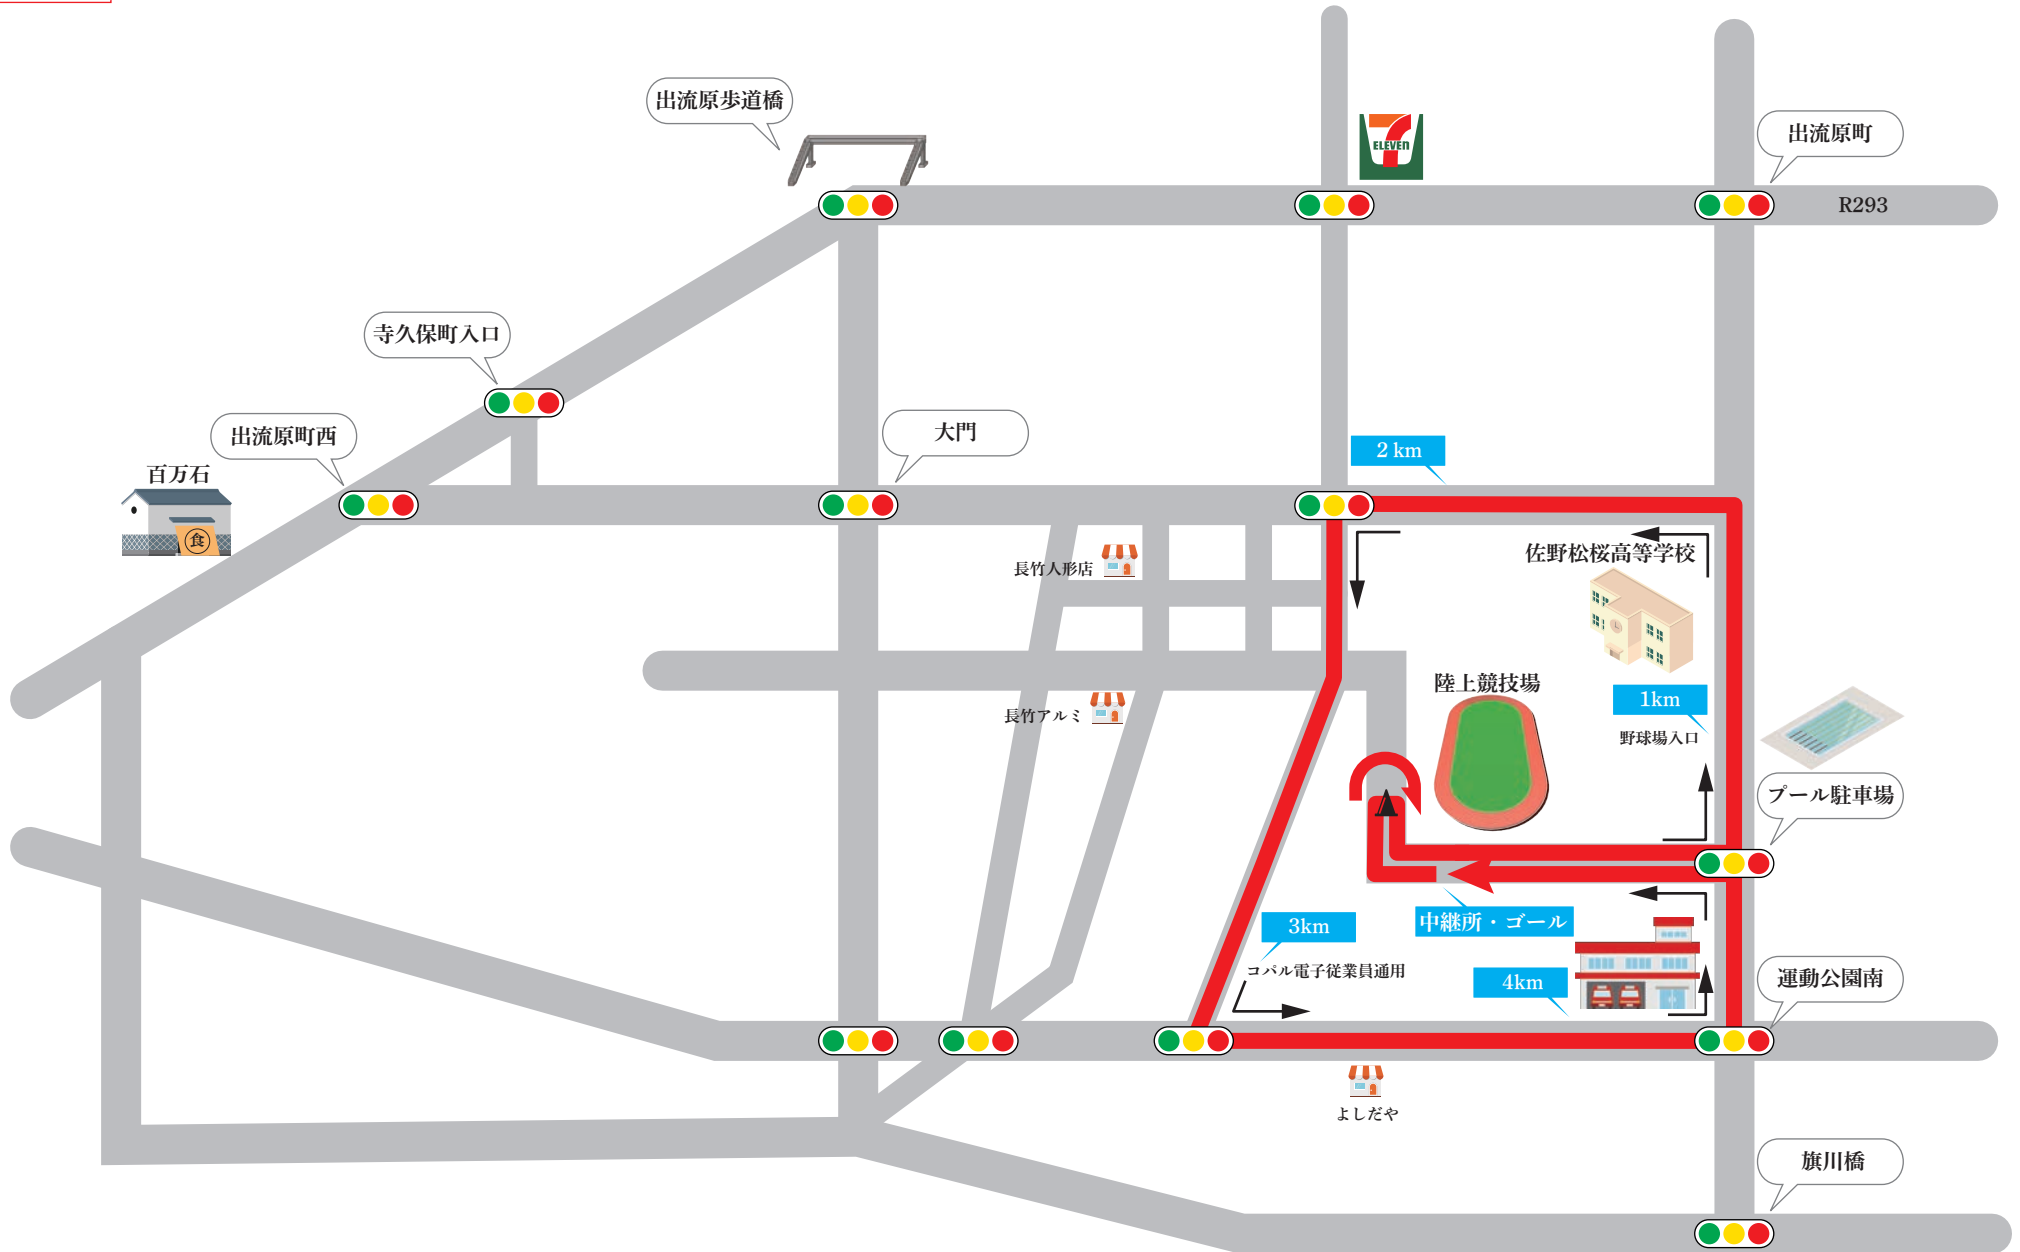 出流原歩道橋
ELEVEN
出流原町
R293
寺久保町入口
出流原町西
大門
百万石
食
2 km
佐野松桜高等学校
長竹人形店
陸上競技場
1km
長竹アルミ
野球場入口
プール駐車場
中継所・ゴール
3km
コパル電子従業員通用
4km
運動公園南
よしだや
旗川橋